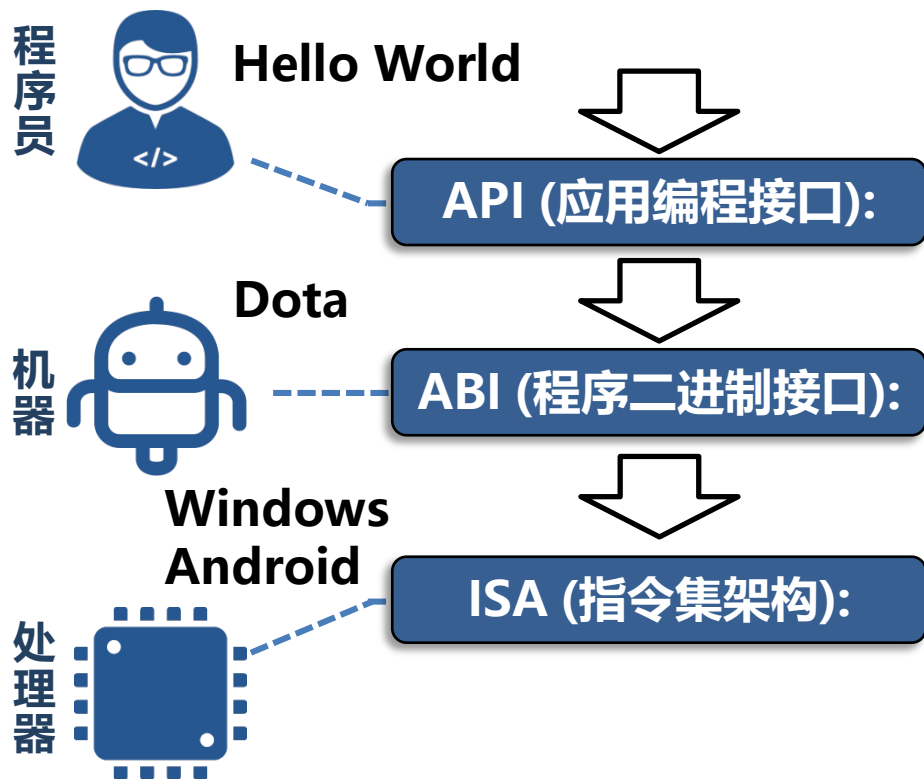 程序员
Hello World
</>
API (应用编程接口):
Dota
机器
ABI (程序二进制接口):
Windows
Android
ISA (指令集架构):
处理器